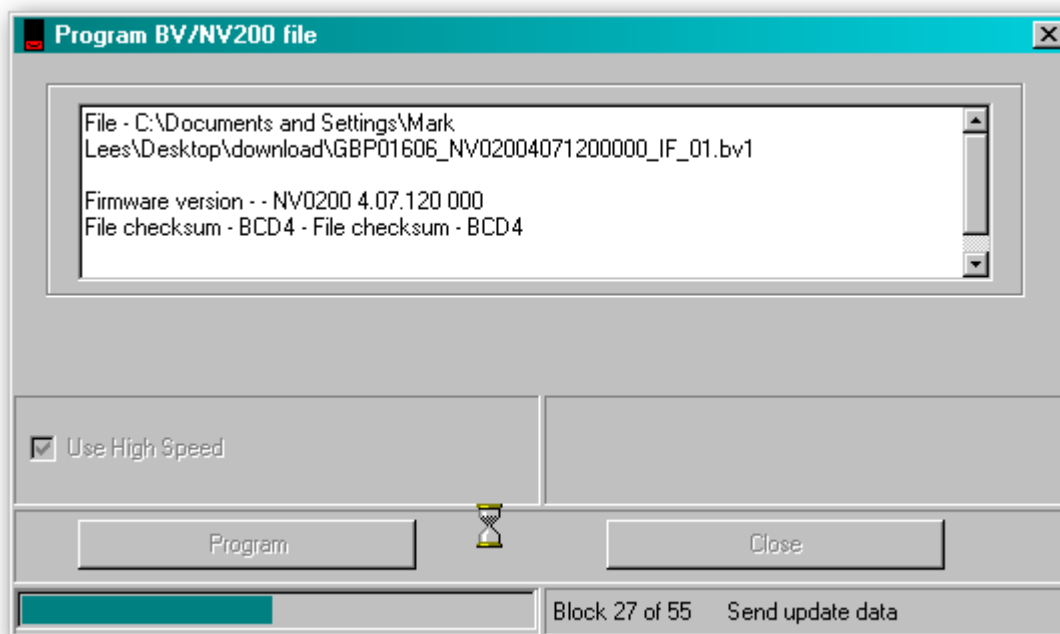 Program BV/NV200 file
File - C:\Documents and Settings\Mark
Lees\Desktop\download\GBP01606_NV02004071200000_IF_01.bv1
Firmware version - - NV0200 4.07.120 000
File checksum - BCD4 - File checksum - BCD4
Use High Speed
Program
Close
Block 27 of 55 Send update data